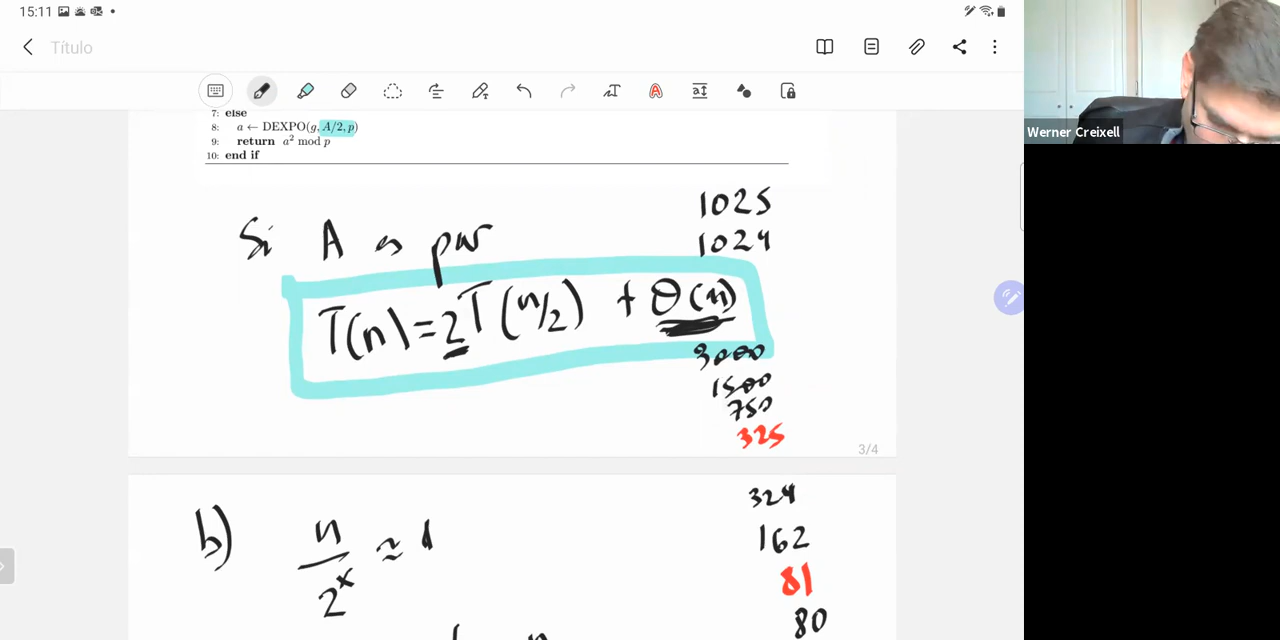 15:11
Título
7: else
8: a ← DEXPO(g, A/2, p)
9: return a² mod p
10: end if
1025
Si A es par
1024
T(n) = 2T(n/2) + Θ(n)
3000
1500
750
325
3/4
324
b) n/2^x ≈ 1
162
81
80
Werner Creixell